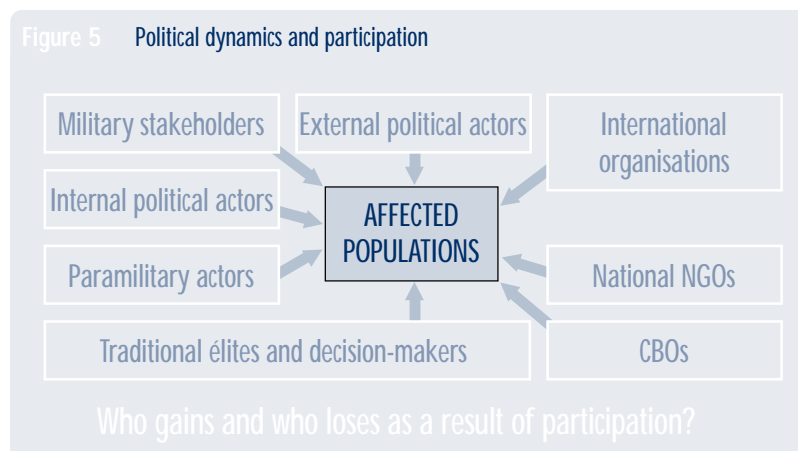 Figure 5 Political dynamics and participation
Military stakeholders
External political actors
International
organisations
Internal political actors
AFFECTED
POPULATIONS
Paramilitary actors
National NGOs
Traditional élites and decision-makers
CBOs
Who gains and who loses as a result of participation?